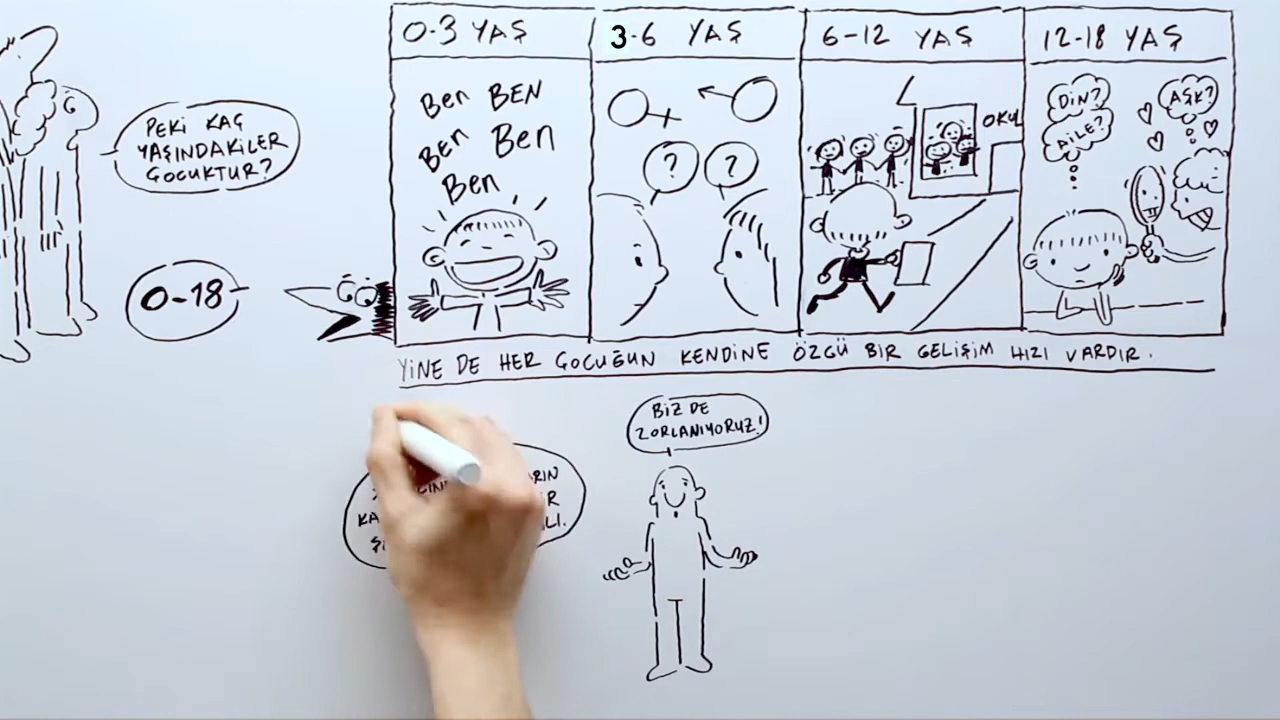 PEKİ KAÇ
YAŞINDAKİLER
ÇOCUKTUR?
0-18
0-3 YAŞ
3-6 YAŞ
6-12 YAŞ
12-18 YAŞ
Ben BEN
Ben Ben
Ben
?
?
OKUL
DİN?
AİLE?
AŞK?
YİNE DE HER ÇOCUĞUN KENDİNE ÖZGÜ BİR GELİŞİM HIZI VARDIR.
BİZ DE
ZORLANIYORUZ!